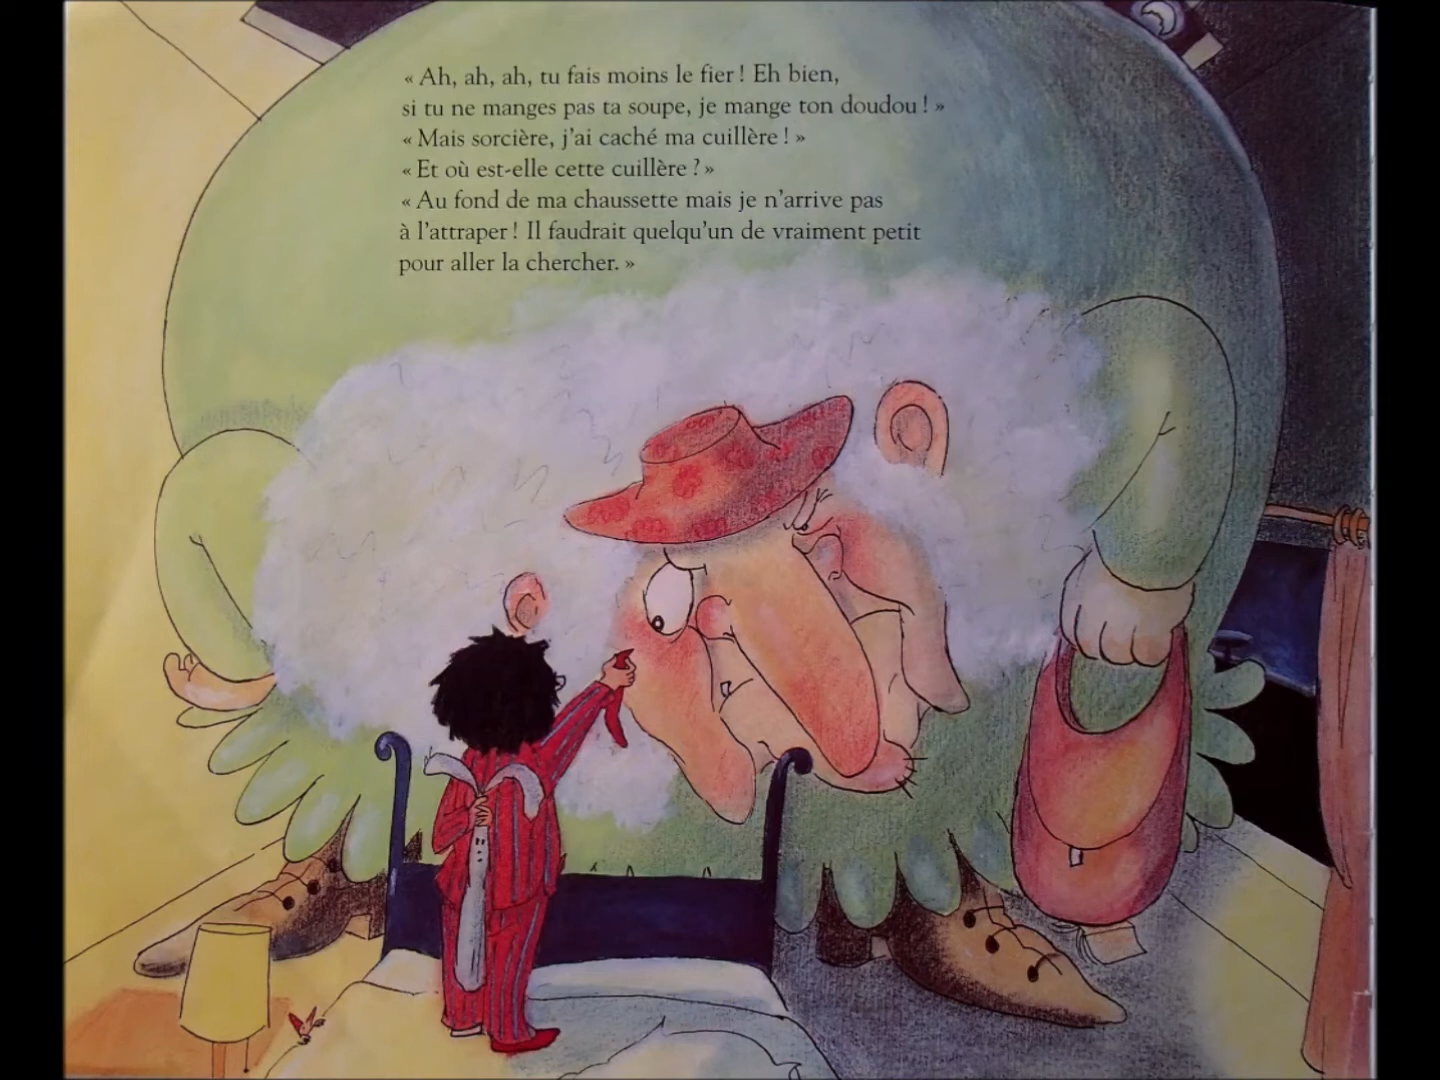 « Ah, ah, ah, tu fais moins le fier ! Eh bien,
si tu ne manges pas ta soupe, je mange ton doudou ! »
« Mais sorcière, j'ai caché ma cuillère ! »
« Et où est-elle cette cuillère ? »
« Au fond de ma chaussette mais je n'arrive pas
à l'attraper ! Il faudrait quelqu'un de vraiment petit
pour aller la chercher. »